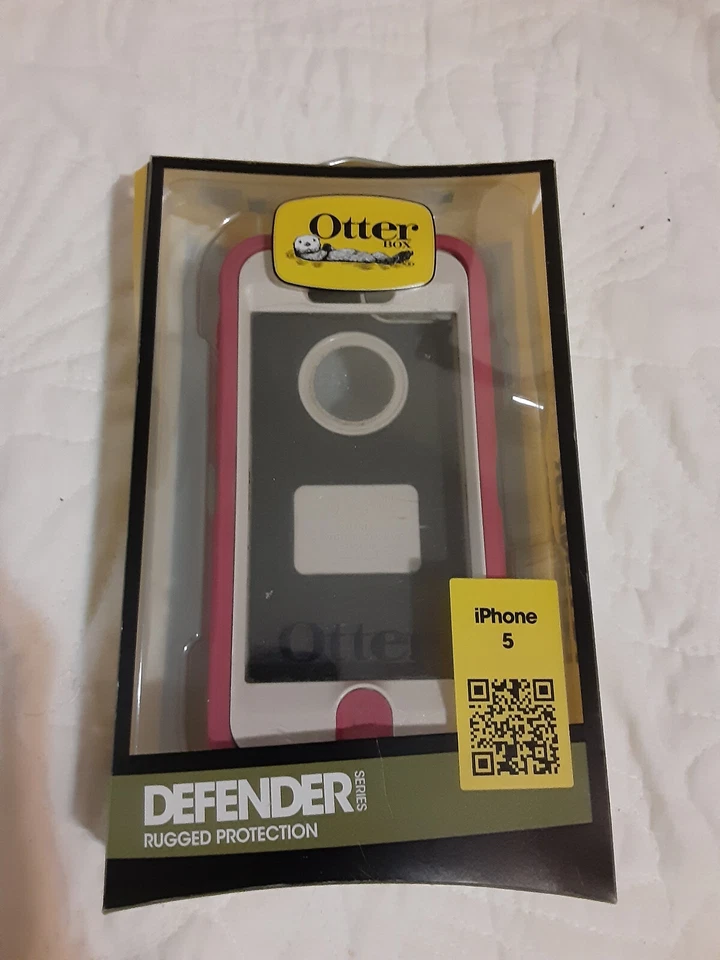 Otter
BOX
Otter
iPhone
5
DEFENDER
SERIES
RUGGED PROTECTION